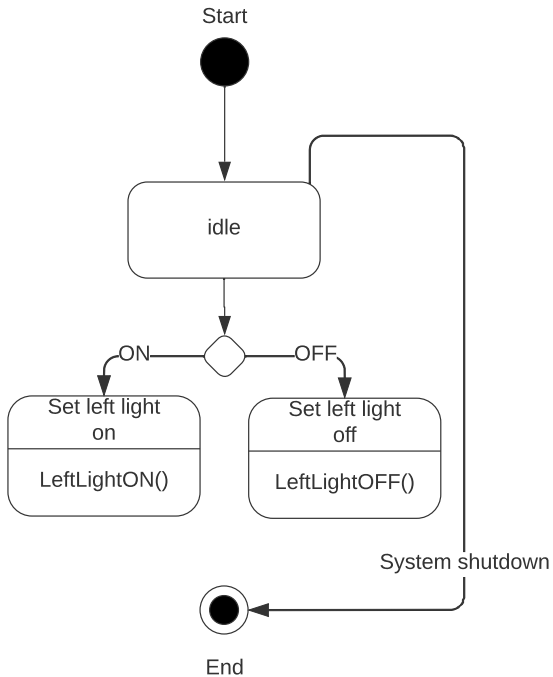 Start
idle
ON
OFF
Set left light
on
LeftLightON()
Set left light
off
LeftLightOFF()
System shutdown
End